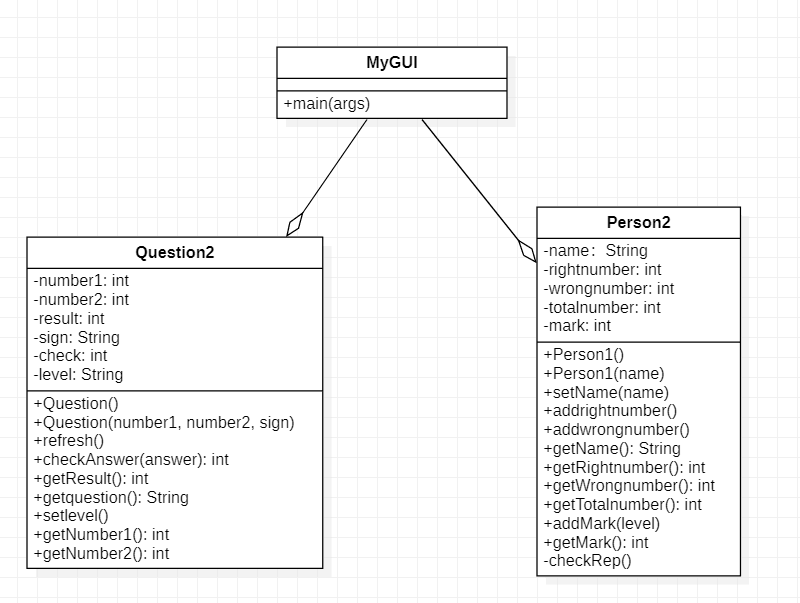 MyGUI
+main(args)
Question2
-number1: int
-number2: int
-result: int
-sign: String
-check: int
-level: String
+Question()
+Question(number1, number2, sign)
+refresh()
+checkAnswer(answer): int
+getResult(): int
+getquestion(): String
+setlevel()
+getNumber1(): int
+getNumber2(): int
Person2
-name：String
-rightnumber: int
-wrongnumber: int
-totalnumber: int
-mark: int
+Person1()
+Person1(name)
+setName(name)
+addrightnumber()
+addwrongnumber()
+getName(): String
+getRightnumber(): int
+getWrongnumber(): int
+getTotalnumber(): int
+addMark(level)
+getMark(): int
-checkRep()